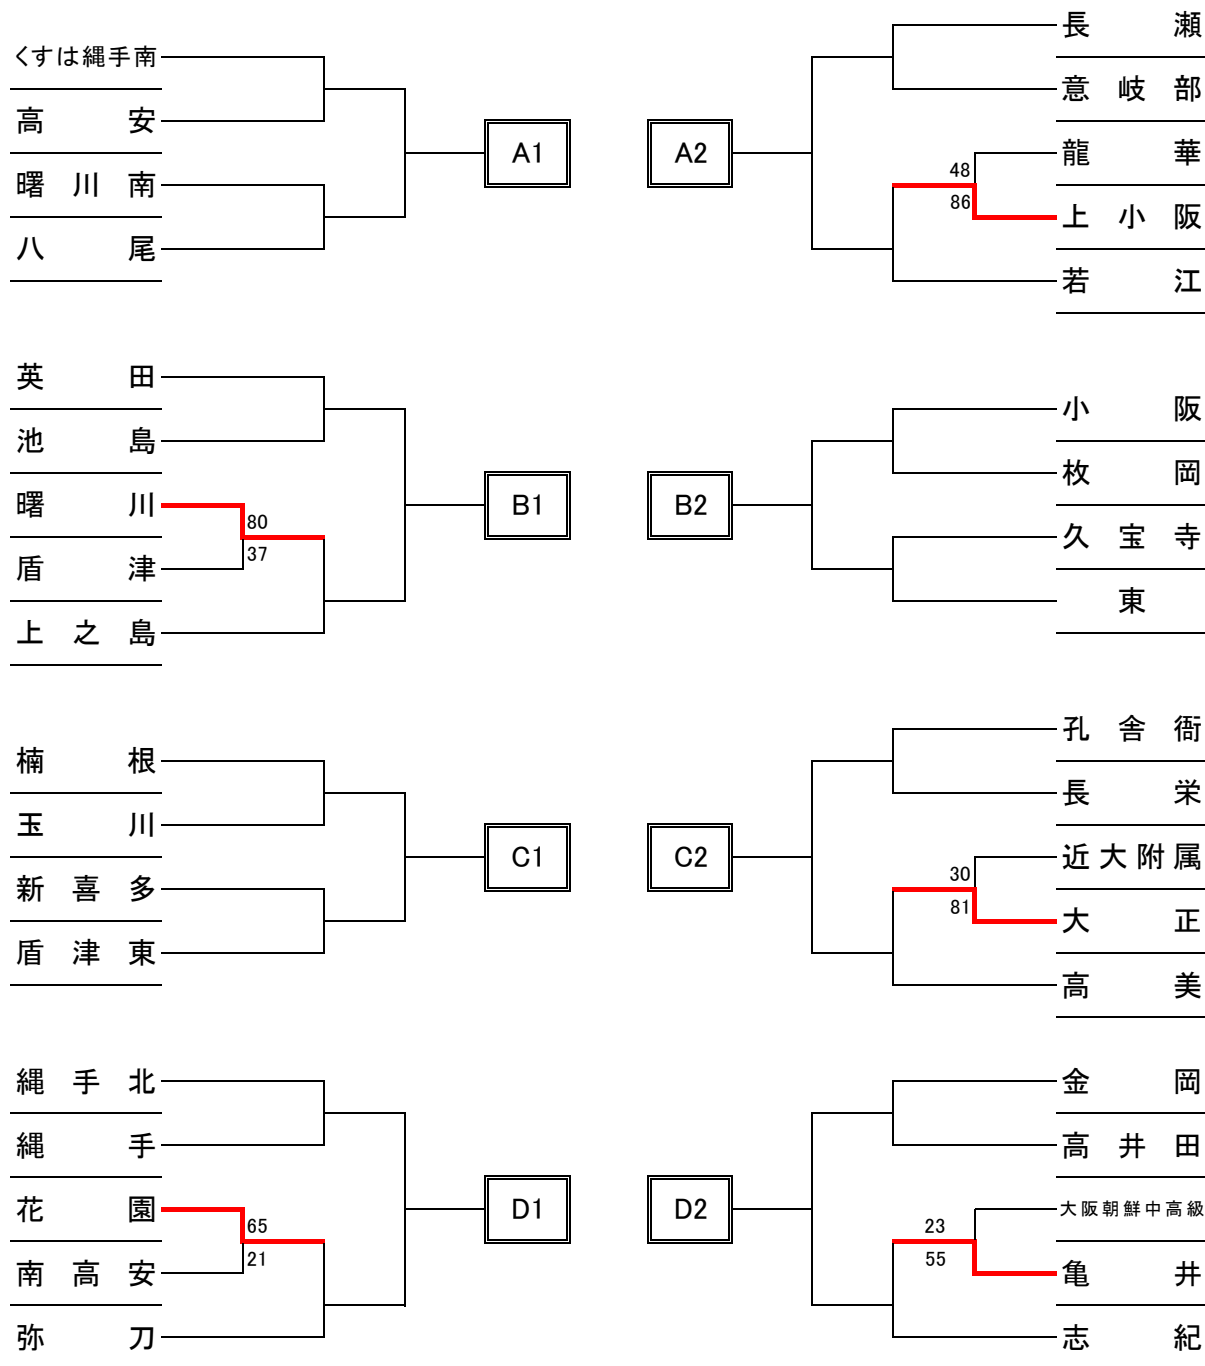 くすは縄手南
高安
曙川南
八尾
A1
A2
長瀬
意岐部
龍華
48
86
上小阪
若江
英田
池島
曙川
80
37
盾津
上之島
B1
B2
小阪
枚岡
久宝寺
東
楠根
玉川
新喜多
盾津東
C1
C2
孔舎衙
長栄
近大附属
30
81
大正
高美
縄手北
縄手
花園
65
21
南高安
弥刀
D1
D2
金岡
高井田
大阪朝鮮中高級
23
55
亀井
志紀